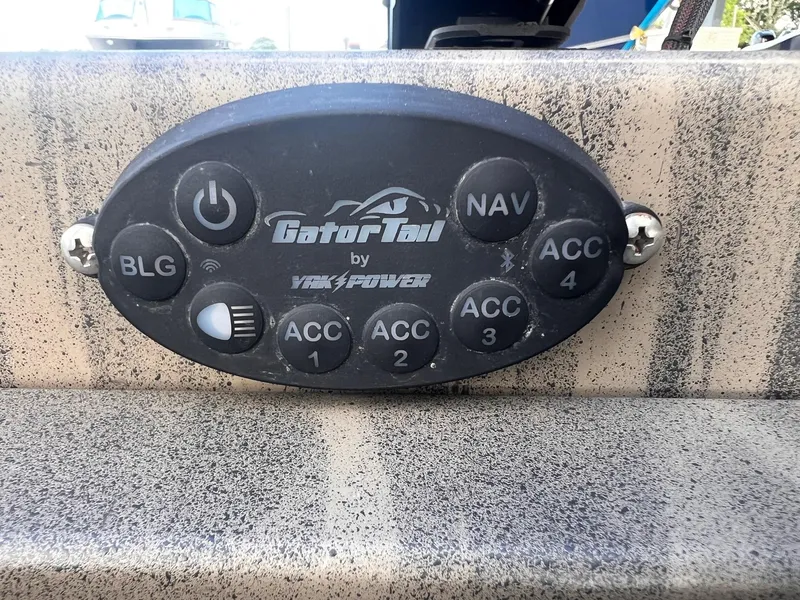 NAV
GatorTail
by
YAK POWER
BLG
ACC
4
ACC
1
ACC
2
ACC
3